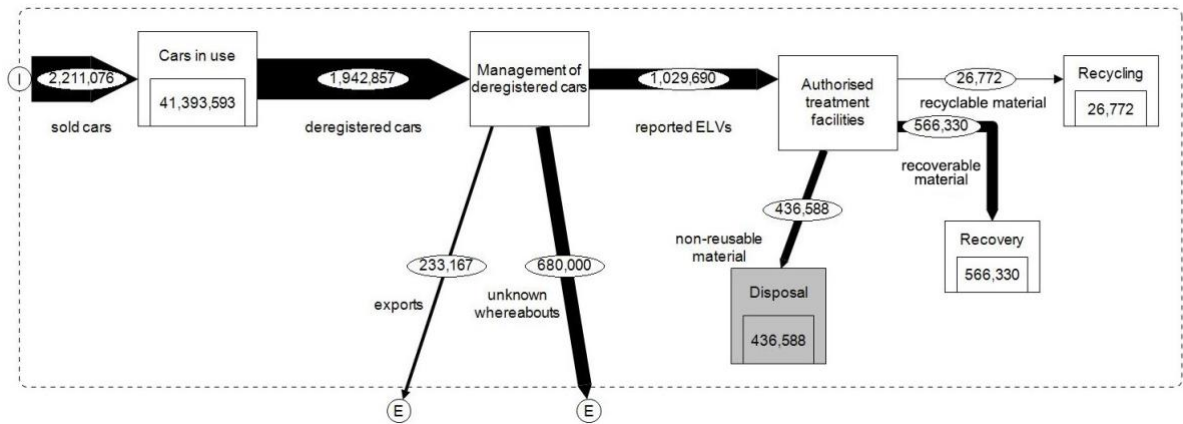 I
2,211,076
sold cars
Cars in use
41,393,593
1,942,857
deregistered cars
Management of
deregistered cars
1,029,690
reported ELVs
Authorised
treatment
facilities
26,772
recyclable material
Recycling
26,772
566,330
recoverable
material
Recovery
566,330
436,588
non-reusable
material
Disposal
436,588
233,167
exports
E
680,000
unknown
whereabouts
E